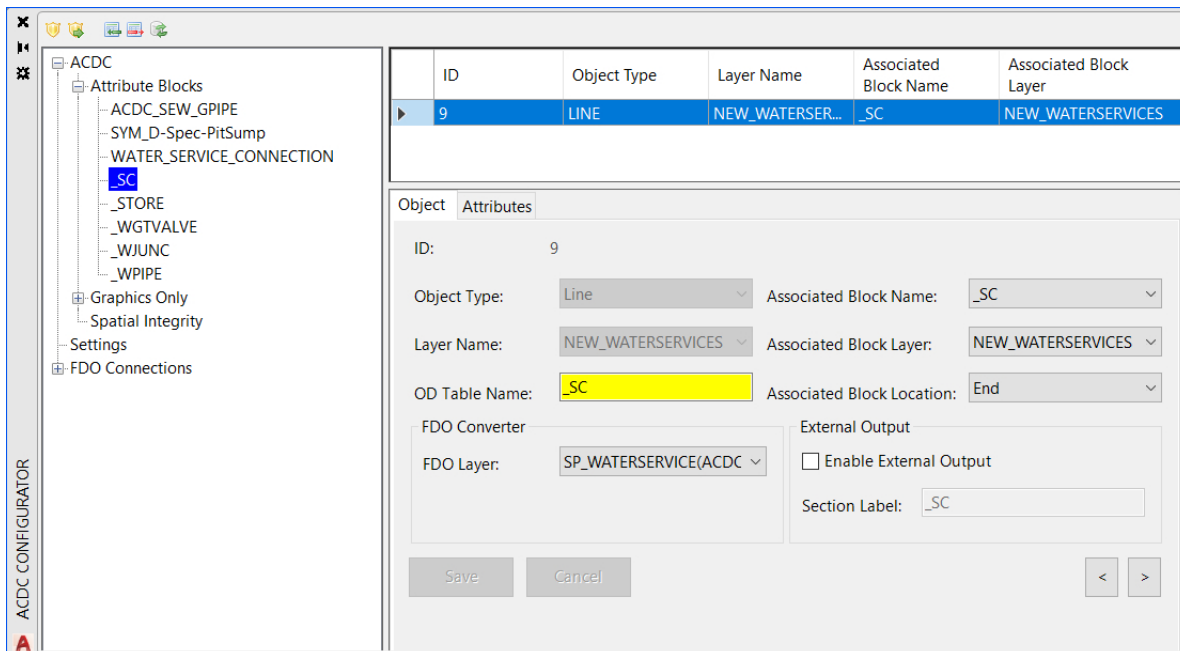 ACDC
Attribute Blocks
ACDC_SEW_GPIPE
SYM_D-Spec-PitSump
WATER_SERVICE_CONNECTION
_SC
_STORE
_WGTVALVE
_WJUNC
_WPIPE
Graphics Only
Spatial Integrity
Settings
FDO Connections
ACDC CONFIGURATOR
A
ID Object Type Layer Name Associated Block Name Associated Block Layer
9 LINE NEW_WATERSER... _SC NEW_WATERSERVICES
Object Attributes
ID: 9
Object Type: Line Associated Block Name: _SC
Layer Name: NEW_WATERSERVICES Associated Block Layer: NEW_WATERSERVICES
OD Table Name: _SC Associated Block Location: End
FDO Converter External Output
FDO Layer: SP_WATERSERVICE(ACDC Enable External Output
Section Label: _SC
Save Cancel < >